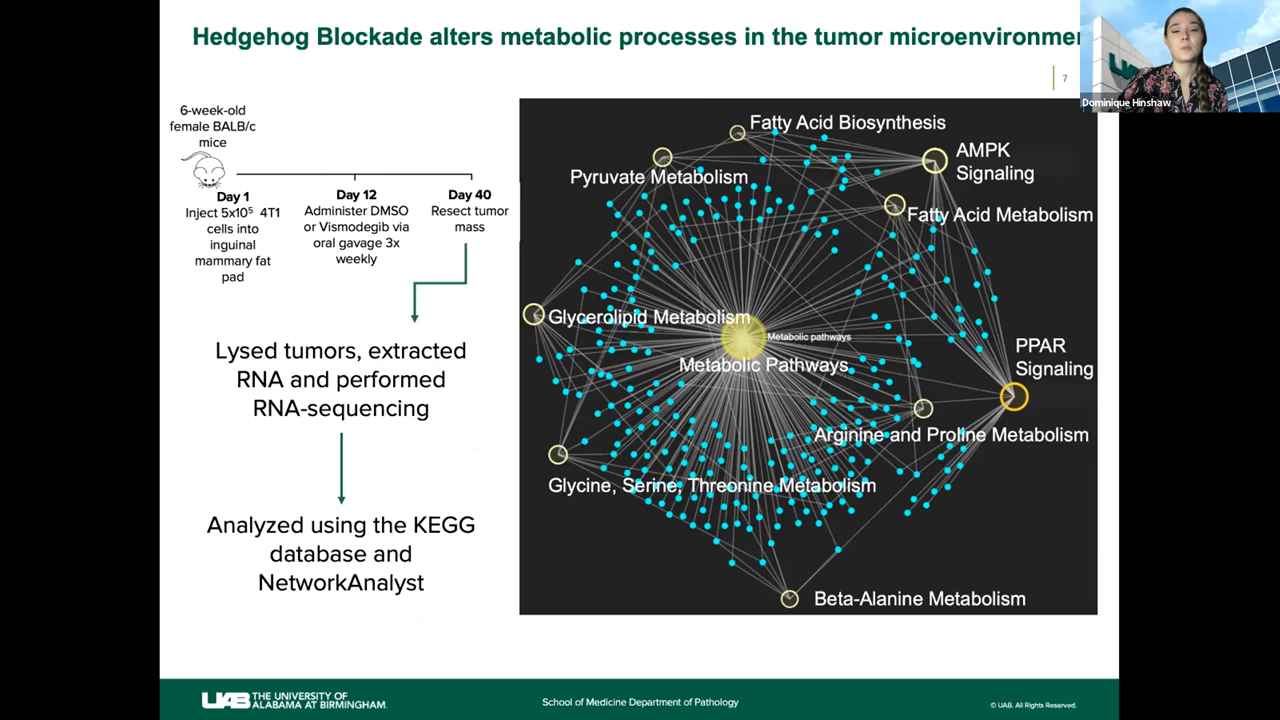 Hedgehog Blockade alters metabolic processes in the tumor microenvironme
7
UAB
Dominique Hinshaw
6-week-old
female BALB/c
mice
Day 1
Inject 5x10⁵ 4T1
cells into
inguinal
mammary fat
pad
Day 12
Administer DMSO
or Vismodegib via
oral gavage 3x
weekly
Day 40
Resect tumor
mass
Lysed tumors, extracted
RNA and performed
RNA-sequencing
Analyzed using the KEGG
database and
NetworkAnalyst
Fatty Acid Biosynthesis
AMPK
Signaling
Pyruvate Metabolism
Fatty Acid Metabolism
Glycerolipid Metabolism
Metabolic pathways
Metabolic Pathways
PPAR
Signaling
Arginine and Proline Metabolism
Glycine, Serine, Threonine Metabolism
Beta-Alanine Metabolism
UAB THE UNIVERSITY OF
ALABAMA AT BIRMINGHAM.
School of Medicine Department of Pathology
© UAB. All Rights Reserved.